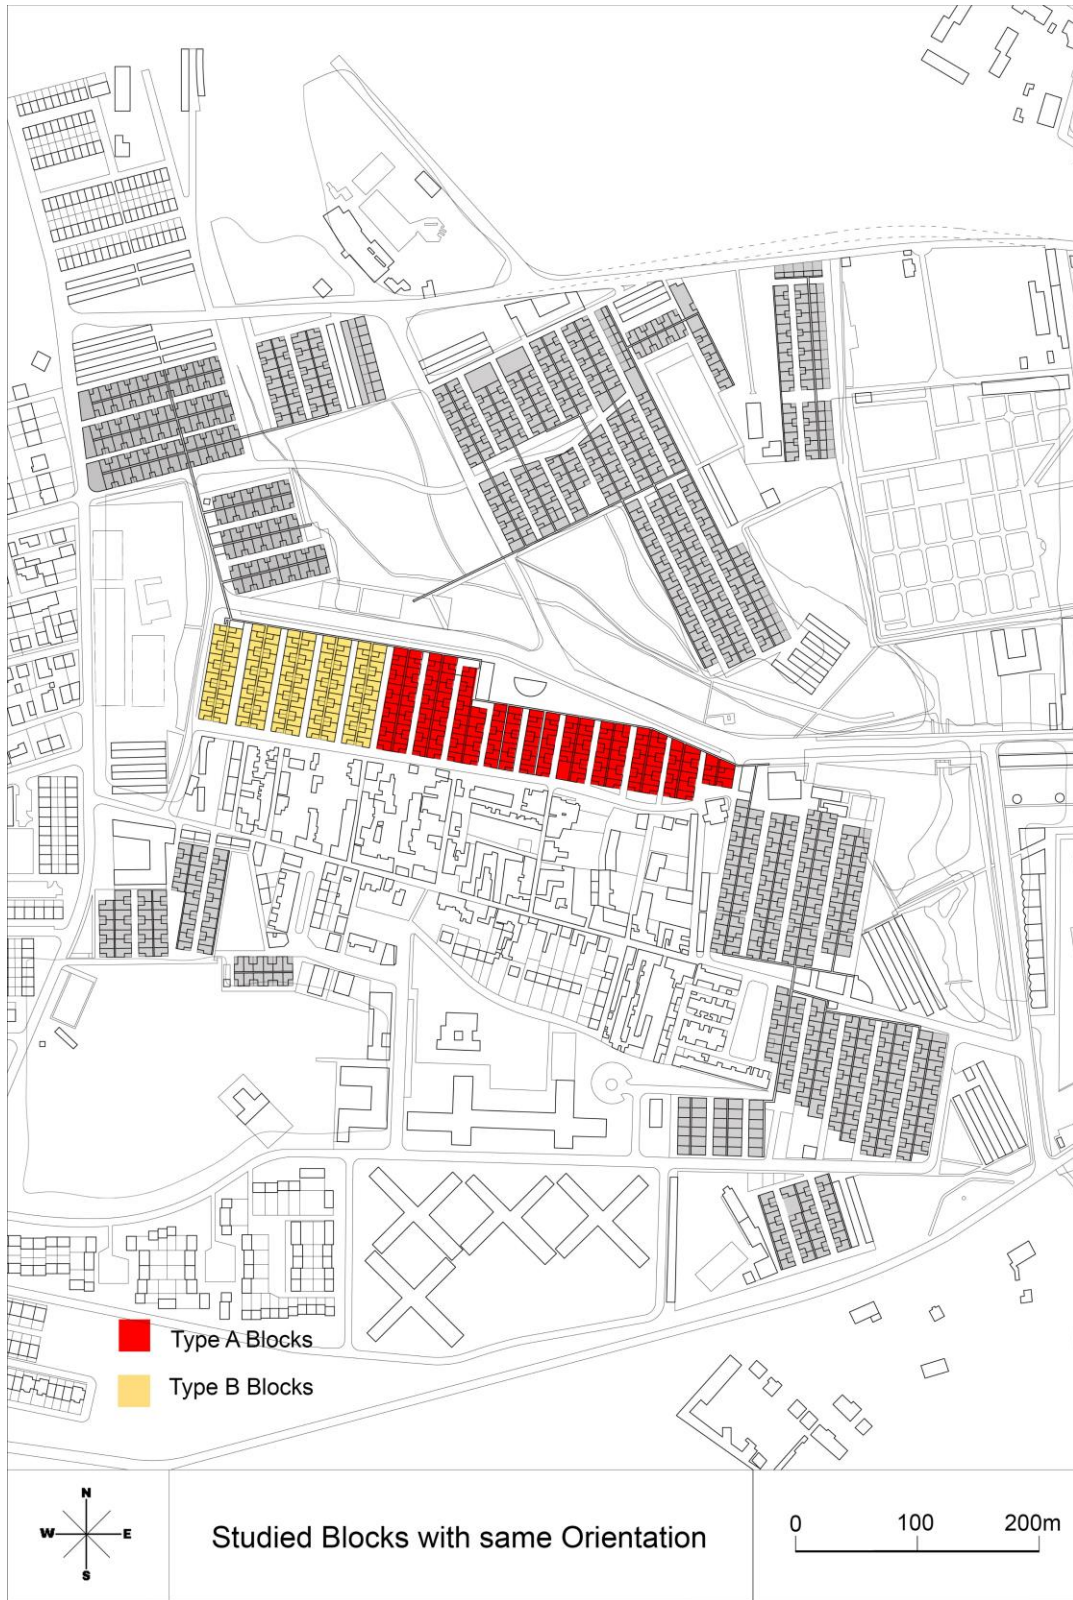 Type A Blocks
Type B Blocks
N
W E
S
Studied Blocks with same Orientation
0 100 200m